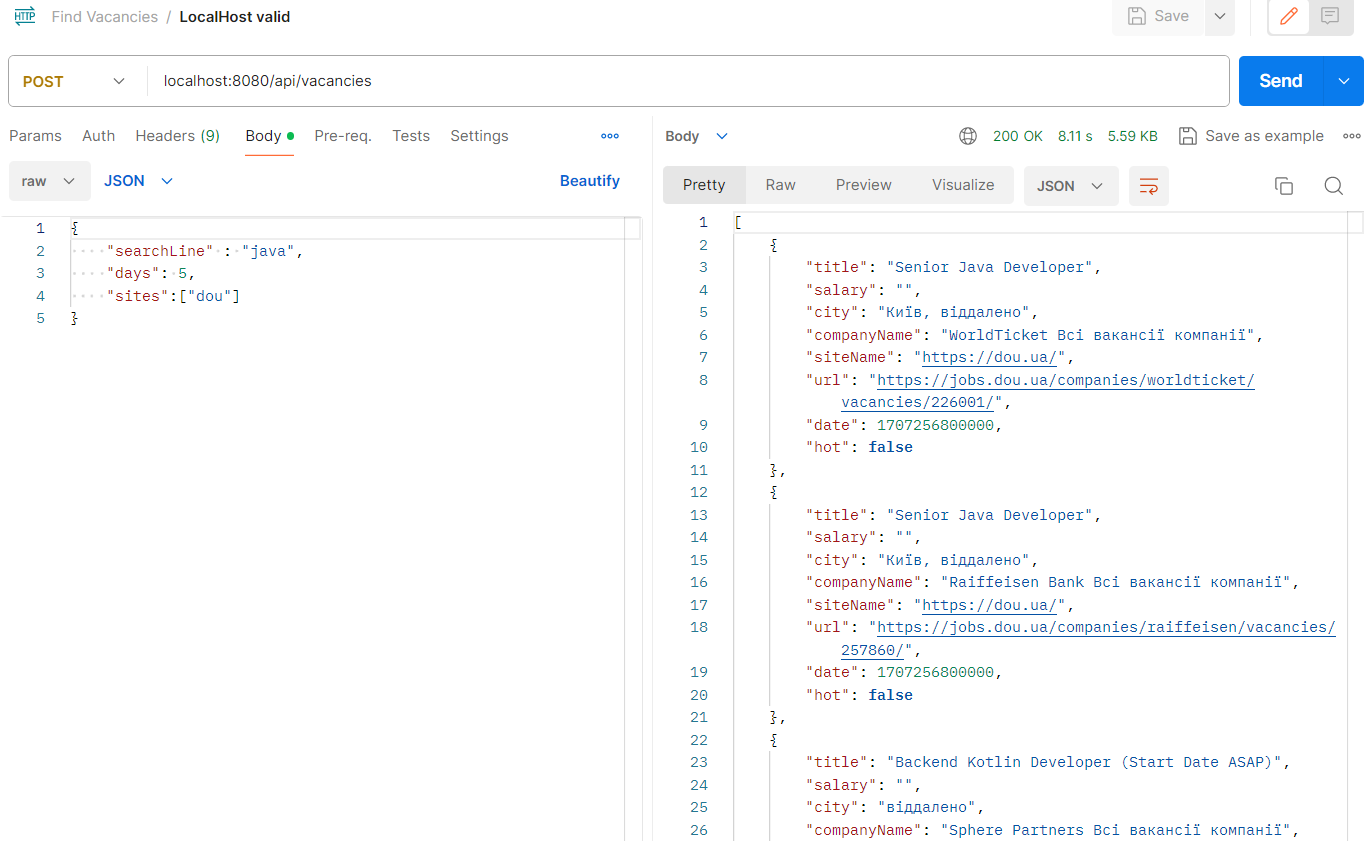 HTTP Find Vacancies / LocalHost valid
Save
POST localhost:8080/api/vacancies
Send
Params Auth Headers (9) Body Pre-req. Tests Settings
raw JSON Beautify
1 {
2 "searchLine" : "java",
3 "days": 5,
4 "sites":["dou"]
5 }
Body 200 OK 8.11 s 5.59 KB Save as example
Pretty Raw Preview Visualize JSON
1 [
2 {
3 "title": "Senior Java Developer",
4 "salary": "",
5 "city": "Київ, віддалено",
6 "companyName": "WorldTicket Всі вакансії компанії",
7 "siteName": "https://dou.ua/",
8 "url": "https://jobs.dou.ua/companies/worldticket/
vacancies/226001/",
9 "date": 1707256800000,
10 "hot": false
11 },
12 {
13 "title": "Senior Java Developer",
14 "salary": "",
15 "city": "Київ, віддалено",
16 "companyName": "Raiffeisen Bank Всі вакансії компанії",
17 "siteName": "https://dou.ua/",
18 "url": "https://jobs.dou.ua/companies/raiffeisen/vacancies/
257860/",
19 "date": 1707256800000,
20 "hot": false
21 },
22 {
23 "title": "Backend Kotlin Developer (Start Date ASAP)",
24 "salary": "",
25 "city": "віддалено",
26 "companyName": "Sphere Partners Всі вакансії компанії",